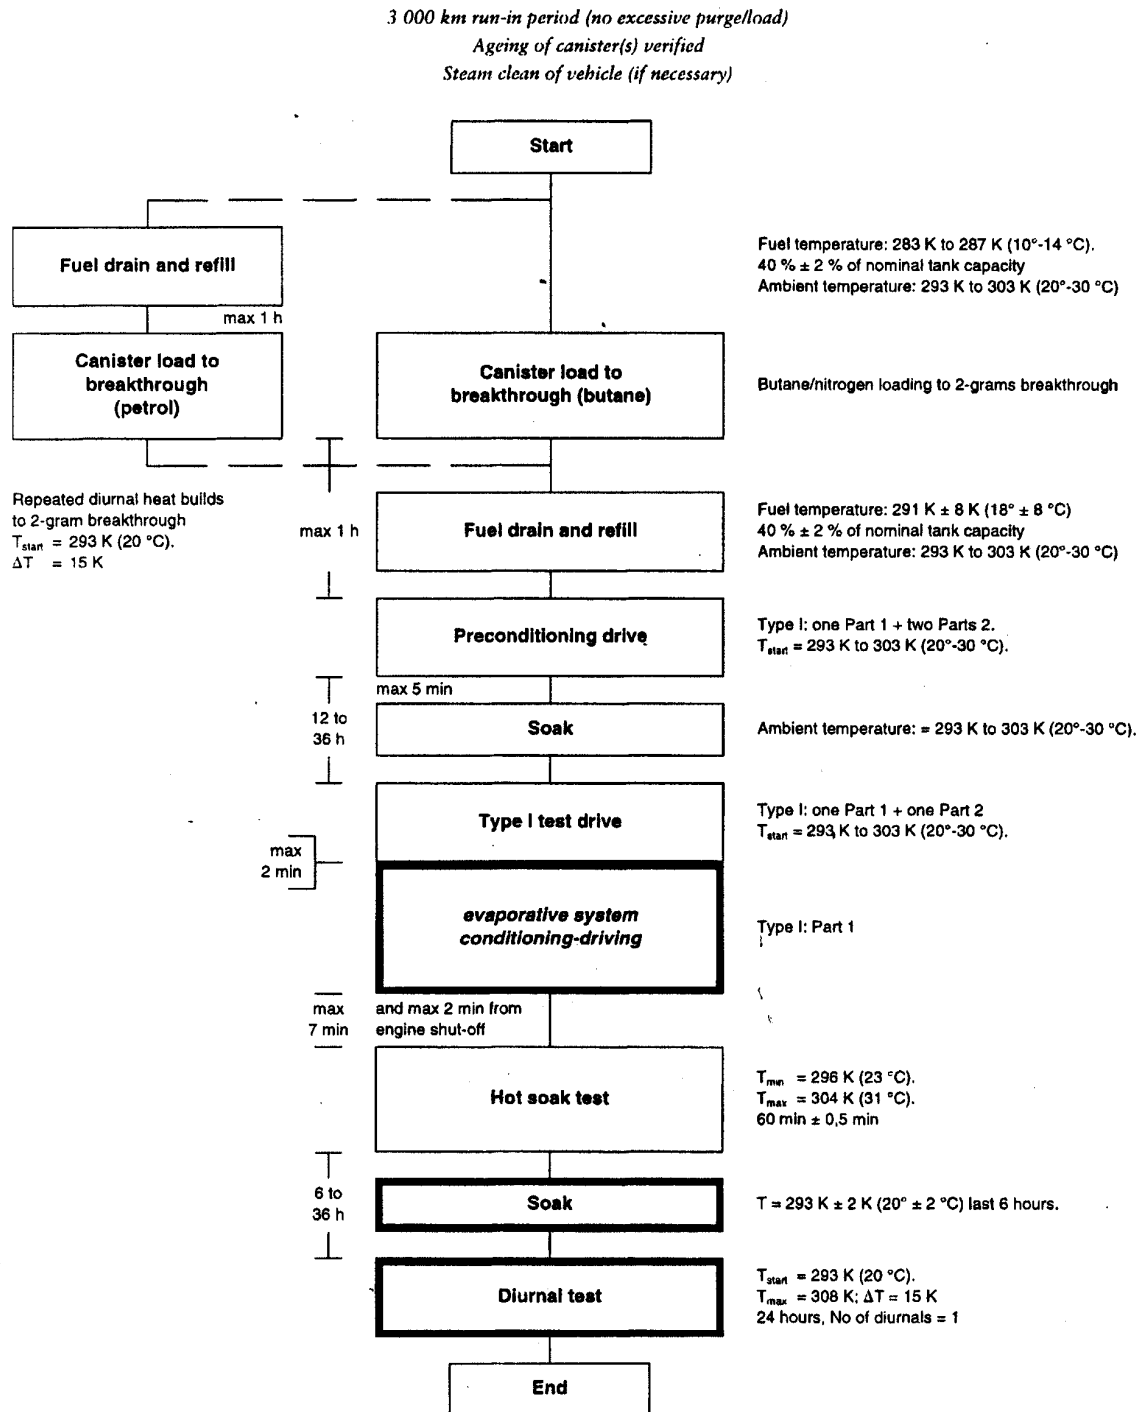 3 000 km run-in period (no excessive purge/load)
Ageing of canister(s) verified
Steam clean of vehicle (if necessary)
Start
Fuel drain and refill
Fuel temperature: 283 K to 287 K (10°-14 °C).
40 % ± 2 % of nominal tank capacity
Ambient temperature: 293 K to 303 K (20°-30 °C)
max 1 h
Canister load to
breakthrough
(petrol)
Canister load to
breakthrough (butane)
Butane/nitrogen loading to 2-grams breakthrough
Repeated diurnal heat builds
to 2-gram breakthrough
Tstart = 293 K (20 °C).
ΔT = 15 K
max 1 h
Fuel drain and refill
Fuel temperature: 291 K ± 8 K (18° ± 8 °C)
40 % ± 2 % of nominal tank capacity
Ambient temperature: 293 K to 303 K (20°-30 °C)
Preconditioning drive
Type I: one Part 1 + two Parts 2.
Tstart = 293 K to 303 K (20°-30 °C).
max 5 min
12 to
36 h
Soak
Ambient temperature: = 293 K to 303 K (20°-30 °C).
Type I test drive
Type I: one Part 1 + one Part 2
Tstart = 293 K to 303 K (20°-30 °C).
max
2 min
evaporative system
conditioning-driving
Type I: Part 1
max
7 min
and max 2 min from
engine shut-off
Hot soak test
Tmin = 296 K (23 °C).
Tmax = 304 K (31 °C).
60 min ± 0,5 min
6 to
36 h
Soak
T = 293 K ± 2 K (20° ± 2 °C) last 6 hours.
Diurnal test
Tstart = 293 K (20 °C).
Tmax = 308 K; ΔT = 15 K
24 hours, No of diurnals = 1
End